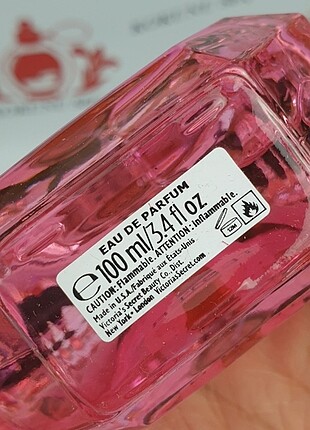 EAU DE PARFUM
℮100 ml/3.4 fl oz
CAUTION: Flammable. ATTENTION: Inflammable.
Made in U.S.A./Fabriqué aux États-Unis
Victoria's Secret Beauty Co., Dist.
New York • London VictoriasSecret.com